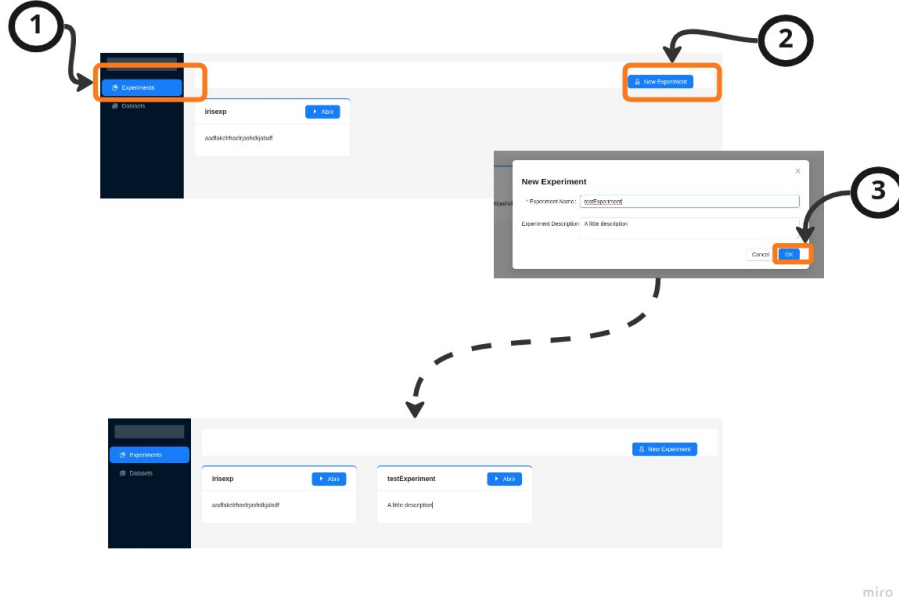 1
2
Experiments
New Experiment
Datasets
irisexp
Abrir
New Experiment
3
* Experiment Name:
testExperiment
Experiment Description
A little description
Cancel
OK
New Experiment
Experiments
Datasets
irisexp
Abrir
testExperiment
Abrir
A little description
miro